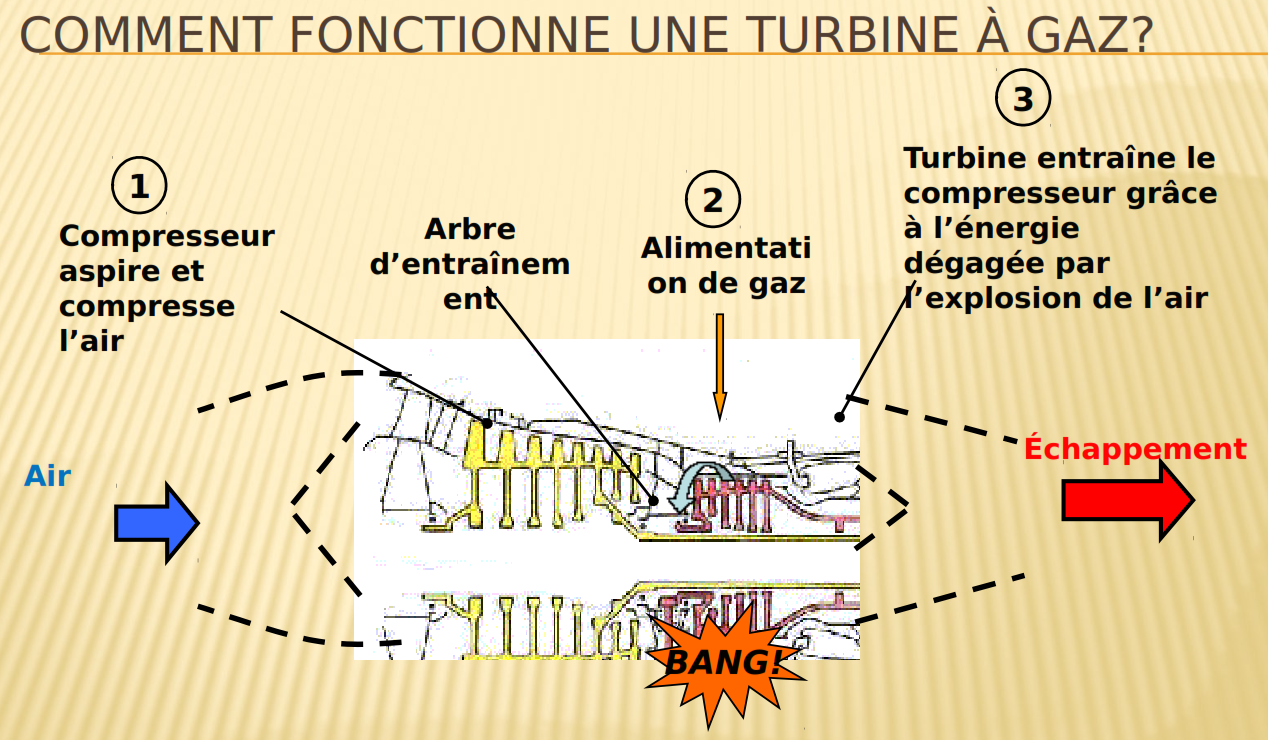 COMMENT FONCTIONNE UNE TURBINE À GAZ?
1
Compresseur
aspire et
compresse
l’air
Arbre
d’entraînem
ent
2
Alimentati
on de gaz
3
Turbine entraîne le
compresseur grâce
à l’énergie
dégagée par
l’explosion de l’air
Air
Échappement
BANG!